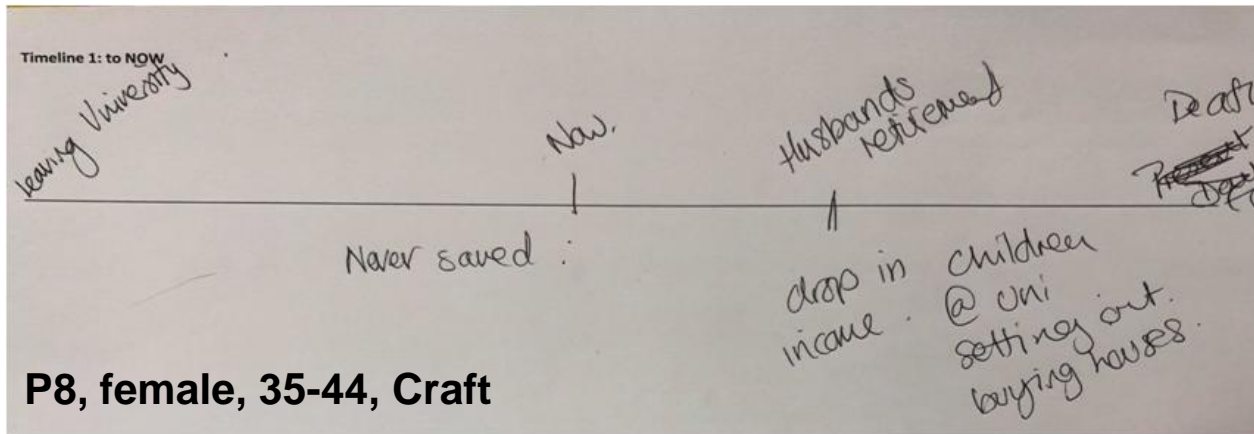 Timeline 1: to NOW
leaving University
Now.
Husbands
retirement
Deat
Never saved :
drop in
income.
children
@ uni
setting out.
buying houses.
P8, female, 35-44, Craft